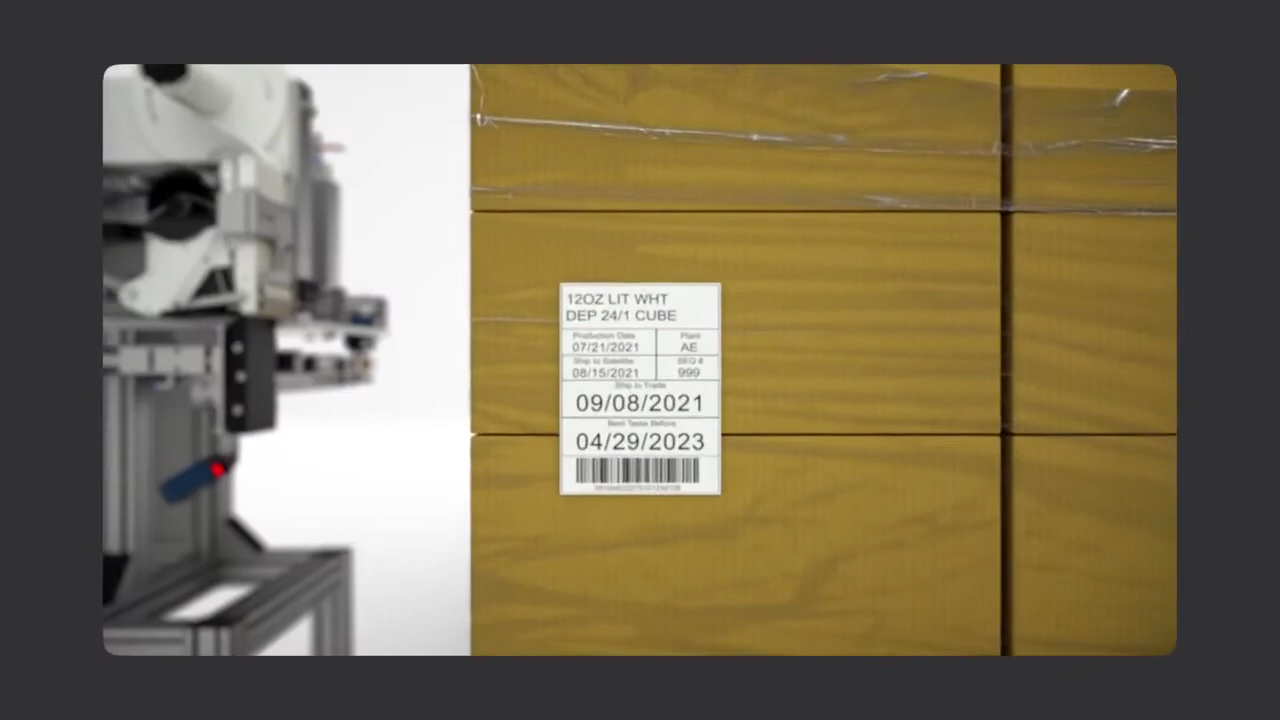 12OZ LIT WHT
DEP 24/1 CUBE
Production Date Plant
07/21/2021 AE
Ship to Satellite SEQ #
08/15/2021 999
Ship to Trade
09/08/2021
Best Taste Before
04/29/2023